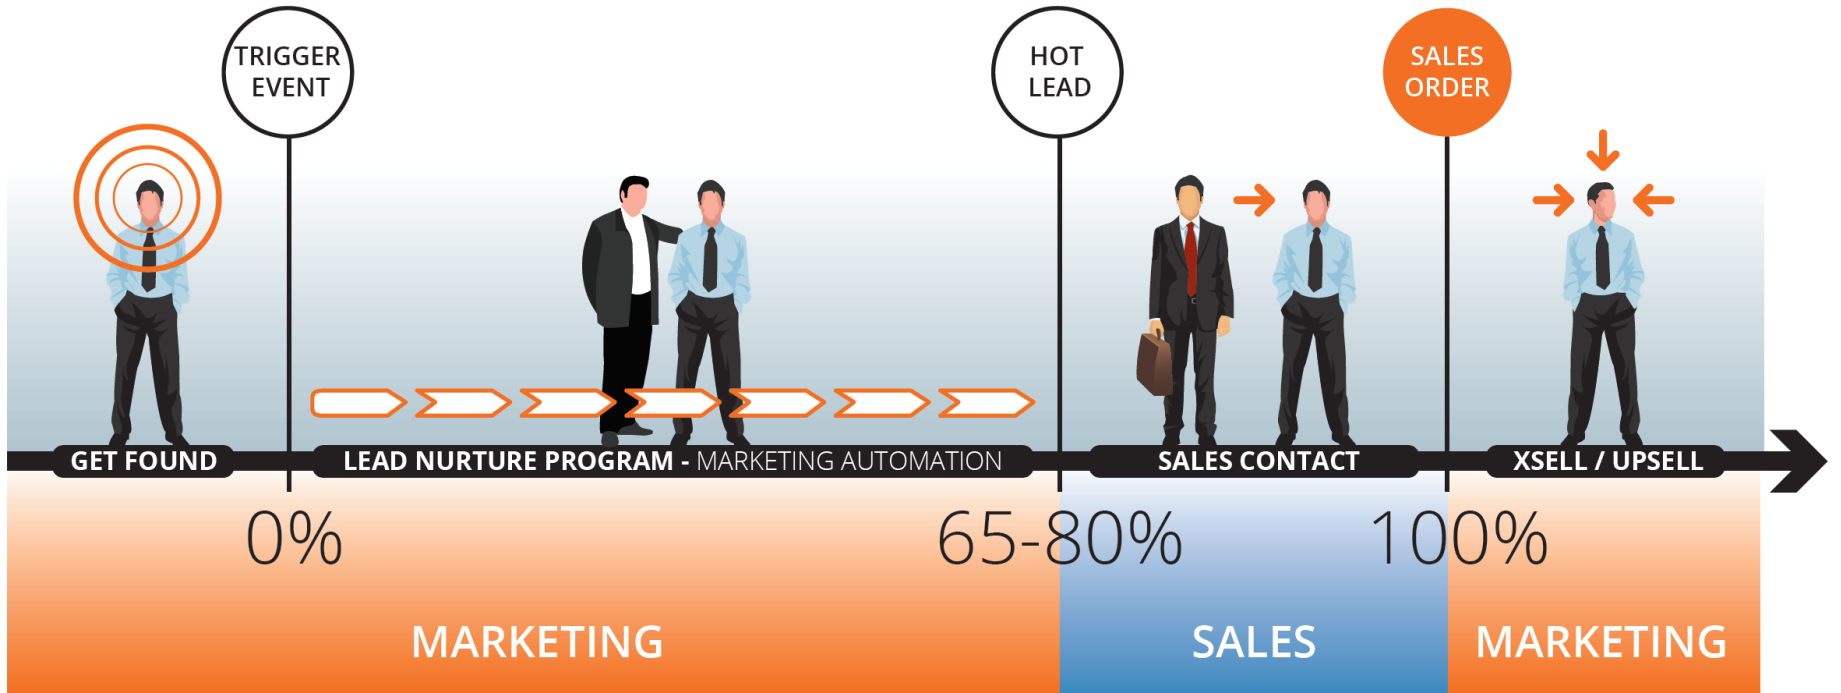 TRIGGER
EVENT
HOT
LEAD
SALES
ORDER
GET FOUND
LEAD NURTURE PROGRAM - MARKETING AUTOMATION
SALES CONTACT
XSELL / UPSELL
0%
65-80%
100%
MARKETING
SALES
MARKETING